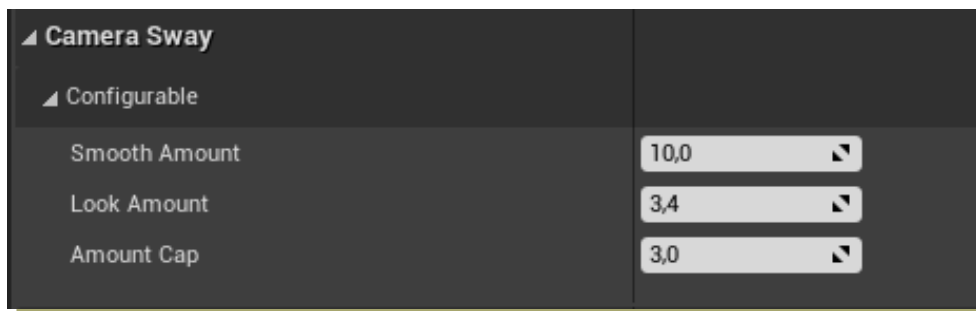 Camera Sway
Configurable
Smooth Amount 10,0
Look Amount 3,4
Amount Cap 3,0